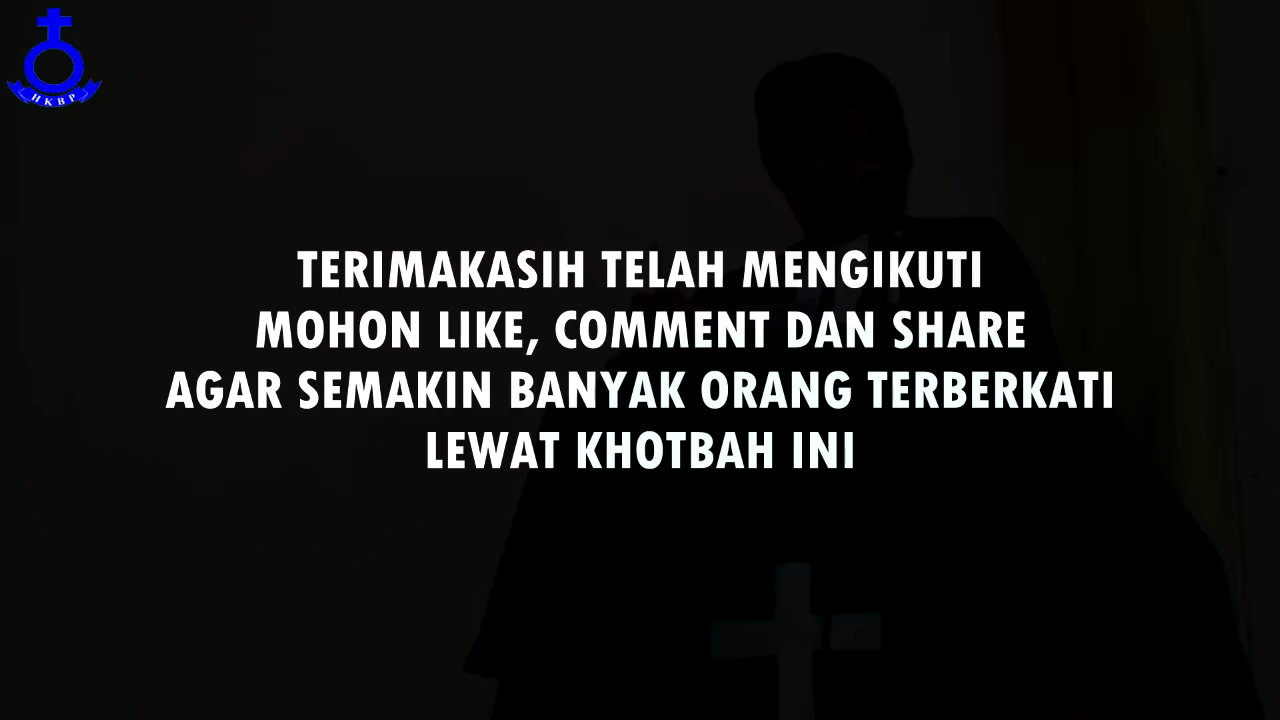 HKBP
TERIMAKASIH TELAH MENGIKUTI
MOHON LIKE, COMMENT DAN SHARE
AGAR SEMAKIN BANYAK ORANG TERBERKATI
LEWAT KHOTBAH INI